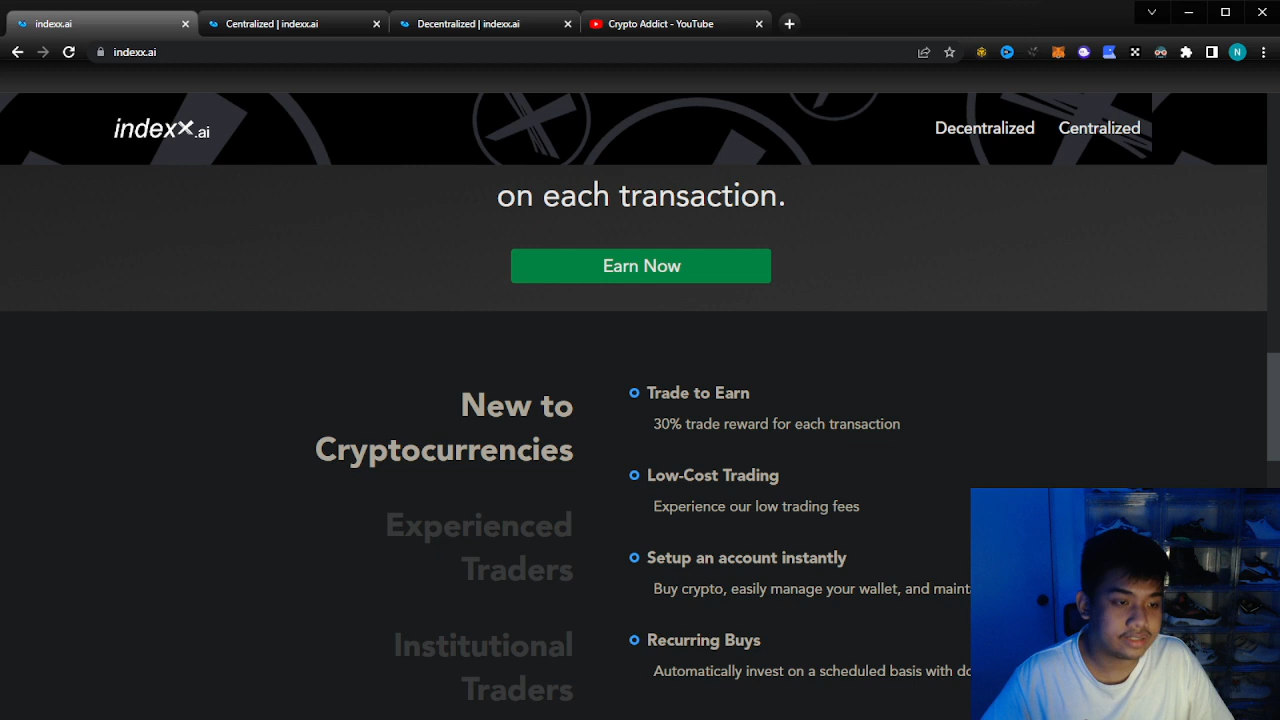 indexx.ai
Centralized | indexx.ai
Decentralized | indexx.ai
Crypto Addict - YouTube
indexx.ai
N
indexx.ai
Decentralized
Centralized
on each transaction.
Earn Now
New to
Cryptocurrencies
Experienced
Traders
Institutional
Traders
Trade to Earn
30% trade reward for each transaction
Low-Cost Trading
Experience our low trading fees
Setup an account instantly
Buy crypto, easily manage your wallet, and maint
Recurring Buys
Automatically invest on a scheduled basis with do